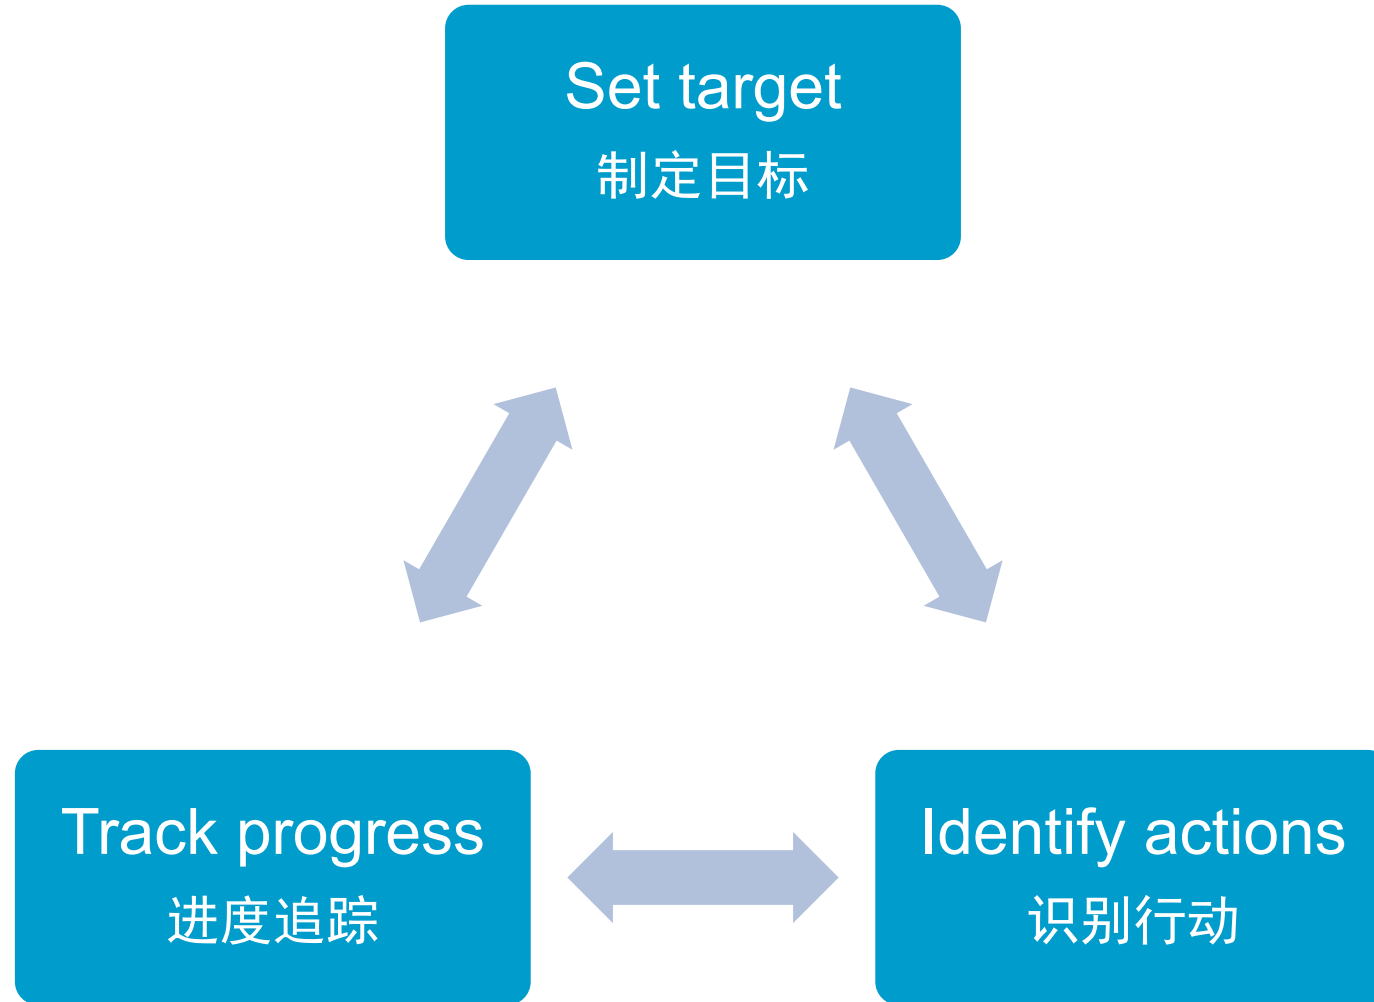 Set target
制定目标
Track progress
进度追踪
Identify actions
识别行动